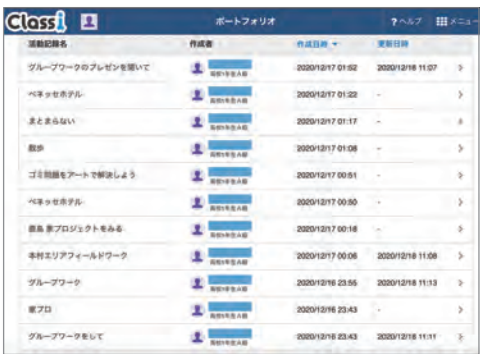 Classi
ポートフォリオ
?ヘルプ
メニュー
活動記録名 作成者 作成日時 更新日時
グループワークのプレゼンを聞いて 2020/12/17 01:52 2020/12/18 11:07
ベネッセホテル 2020/12/17 01:22 -
まとまらない 2020/12/17 01:17 -
散歩 2020/12/17 01:08 -
ゴミ問題をアートで解決しよう 2020/12/17 00:51 -
ベネッセホテル 2020/12/17 00:50 -
直島 家プロジェクトをみる 2020/12/17 00:18 -
本村エリアフィールドワーク 2020/12/17 00:06 2020/12/18 11:08
グループワーク 2020/12/16 23:55 2020/12/18 11:13
家プロ 2020/12/16 23:43 -
グループワークをして 2020/12/16 23:43 2020/12/18 11:11